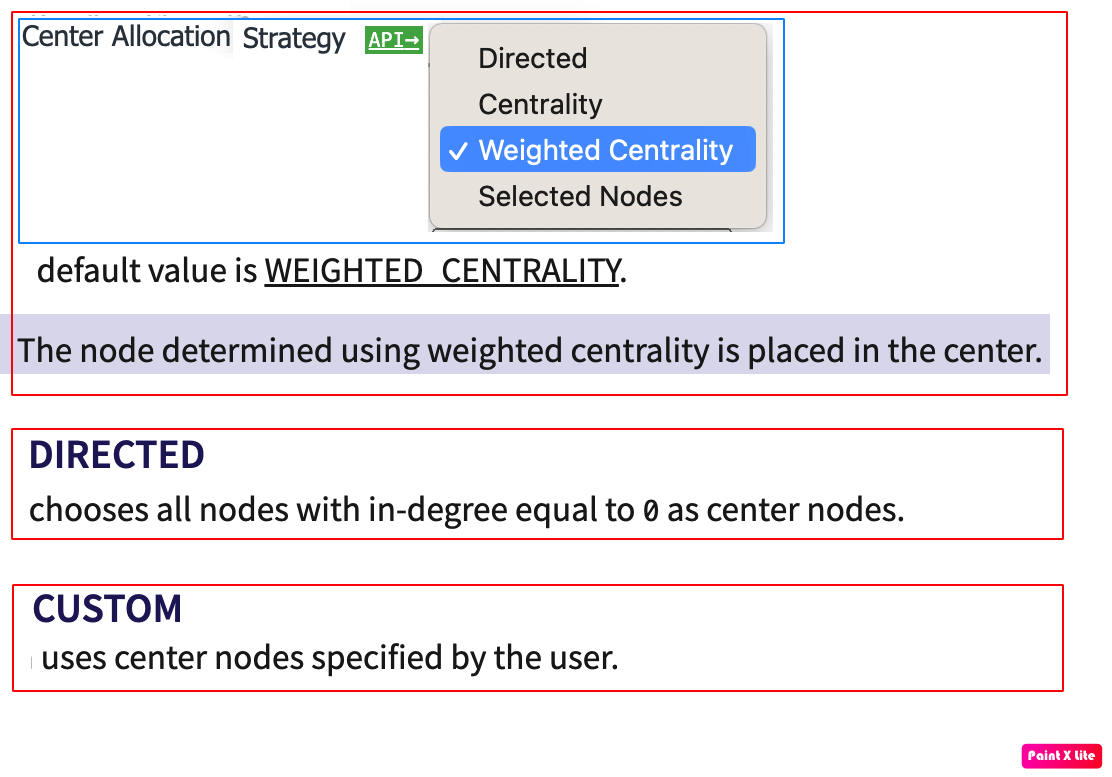 Center Allocation Strategy API→
Directed
Centrality
✓ Weighted Centrality
Selected Nodes
default value is WEIGHTED_CENTRALITY.
The node determined using weighted centrality is placed in the center.
DIRECTED
chooses all nodes with in-degree equal to 0 as center nodes.
CUSTOM
uses center nodes specified by the user.
Paint X Lite